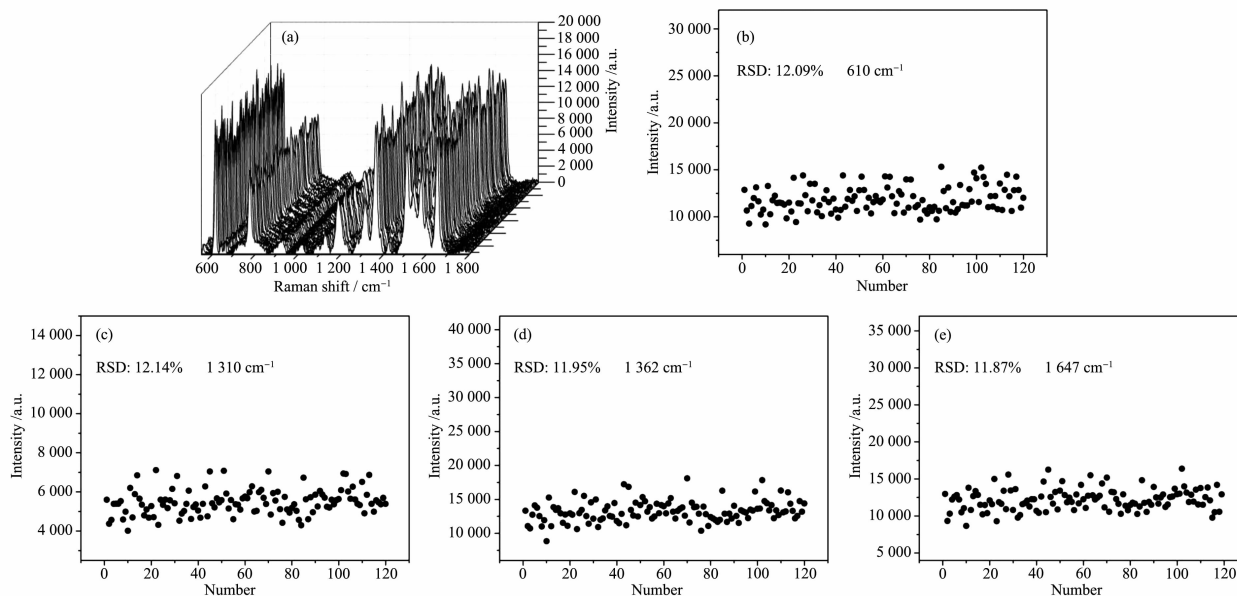 (a)
20 000
18 000
16 000
14 000
12 000
10 000
8 000
6 000
4 000
2 000
0
Intensity /a.u.
600 800 1 000 1 200 1 400 1 600 1 800
Raman shift / cm⁻¹
(b)
RSD: 12.09% 610 cm⁻¹
30 000
25 000
20 000
15 000
10 000
Intensity /a.u.
0 20 40 60 80 100 120
Number
(c)
RSD: 12.14% 1 310 cm⁻¹
14 000
12 000
10 000
8 000
6 000
4 000
Intensity /a.u.
0 20 40 60 80 100 120
Number
(d)
RSD: 11.95% 1 362 cm⁻¹
40 000
35 000
30 000
25 000
20 000
15 000
10 000
Intensity /a.u.
0 20 40 60 80 100 120
Number
(e)
RSD: 11.87% 1 647 cm⁻¹
35 000
30 000
25 000
20 000
15 000
10 000
5 000
Intensity /a.u.
0 20 40 60 80 100 120
Number